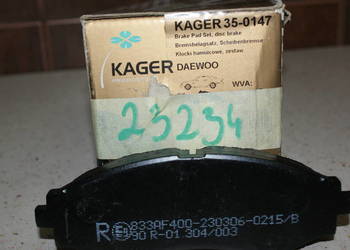 KAGER 35-0147
Brake Pad Set, disc brake
Bremsbelagsatz, Scheibenbremse
Klocki hamulcowe, zestaw
KAGER DAEWOO
WVA:
23234
833AF400-230306-0215/B
90 R-01 304/003